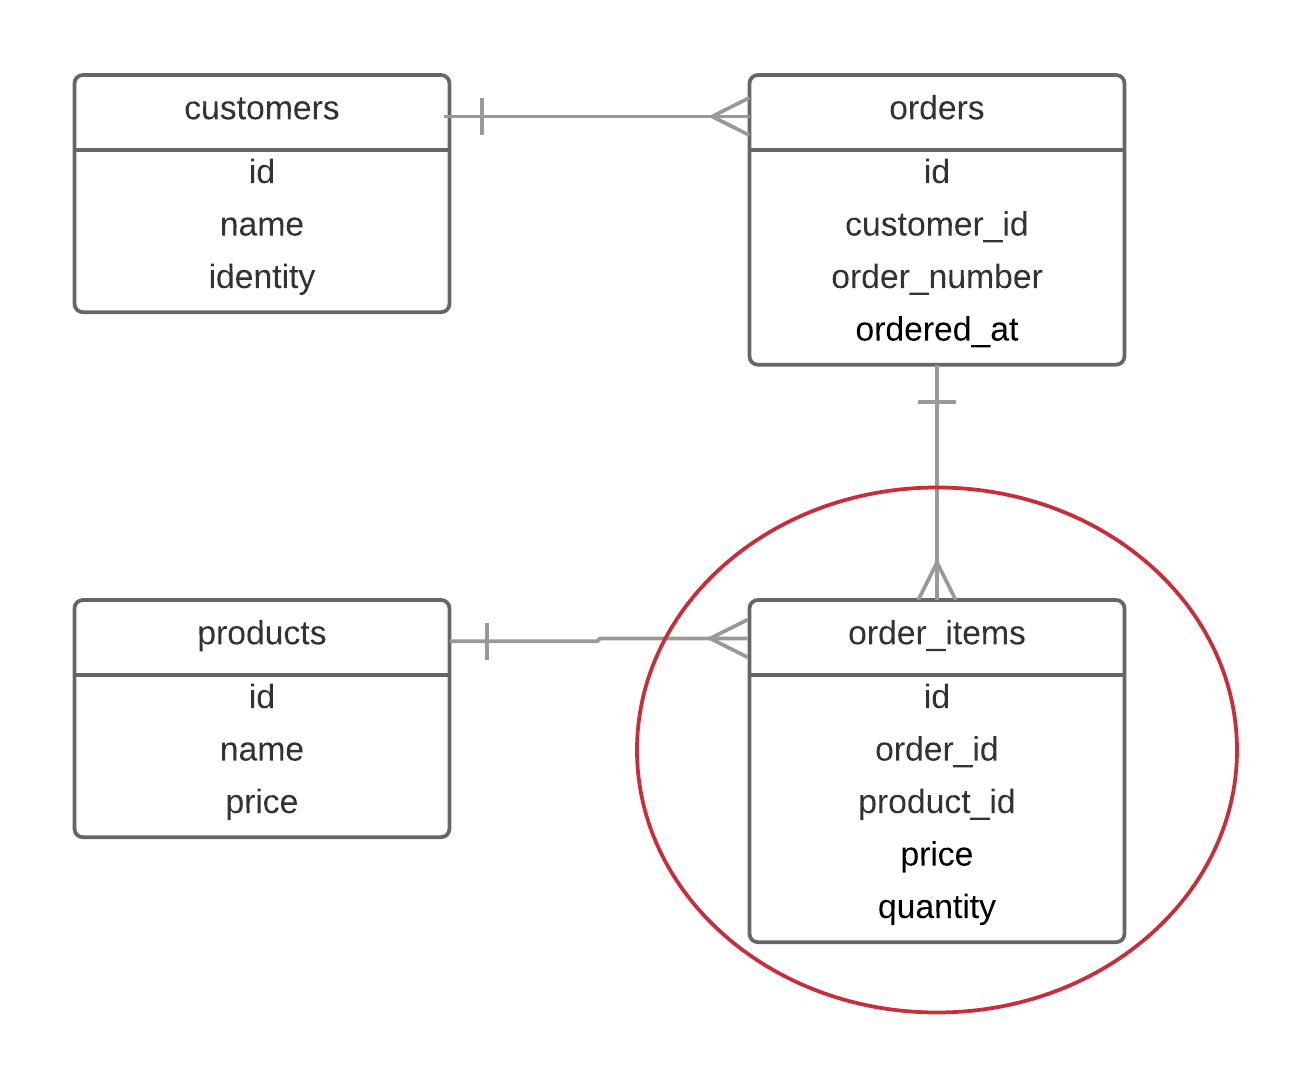 customers
id
name
identity
orders
id
customer_id
order_number
ordered_at
products
id
name
price
order_items
id
order_id
product_id
price
quantity